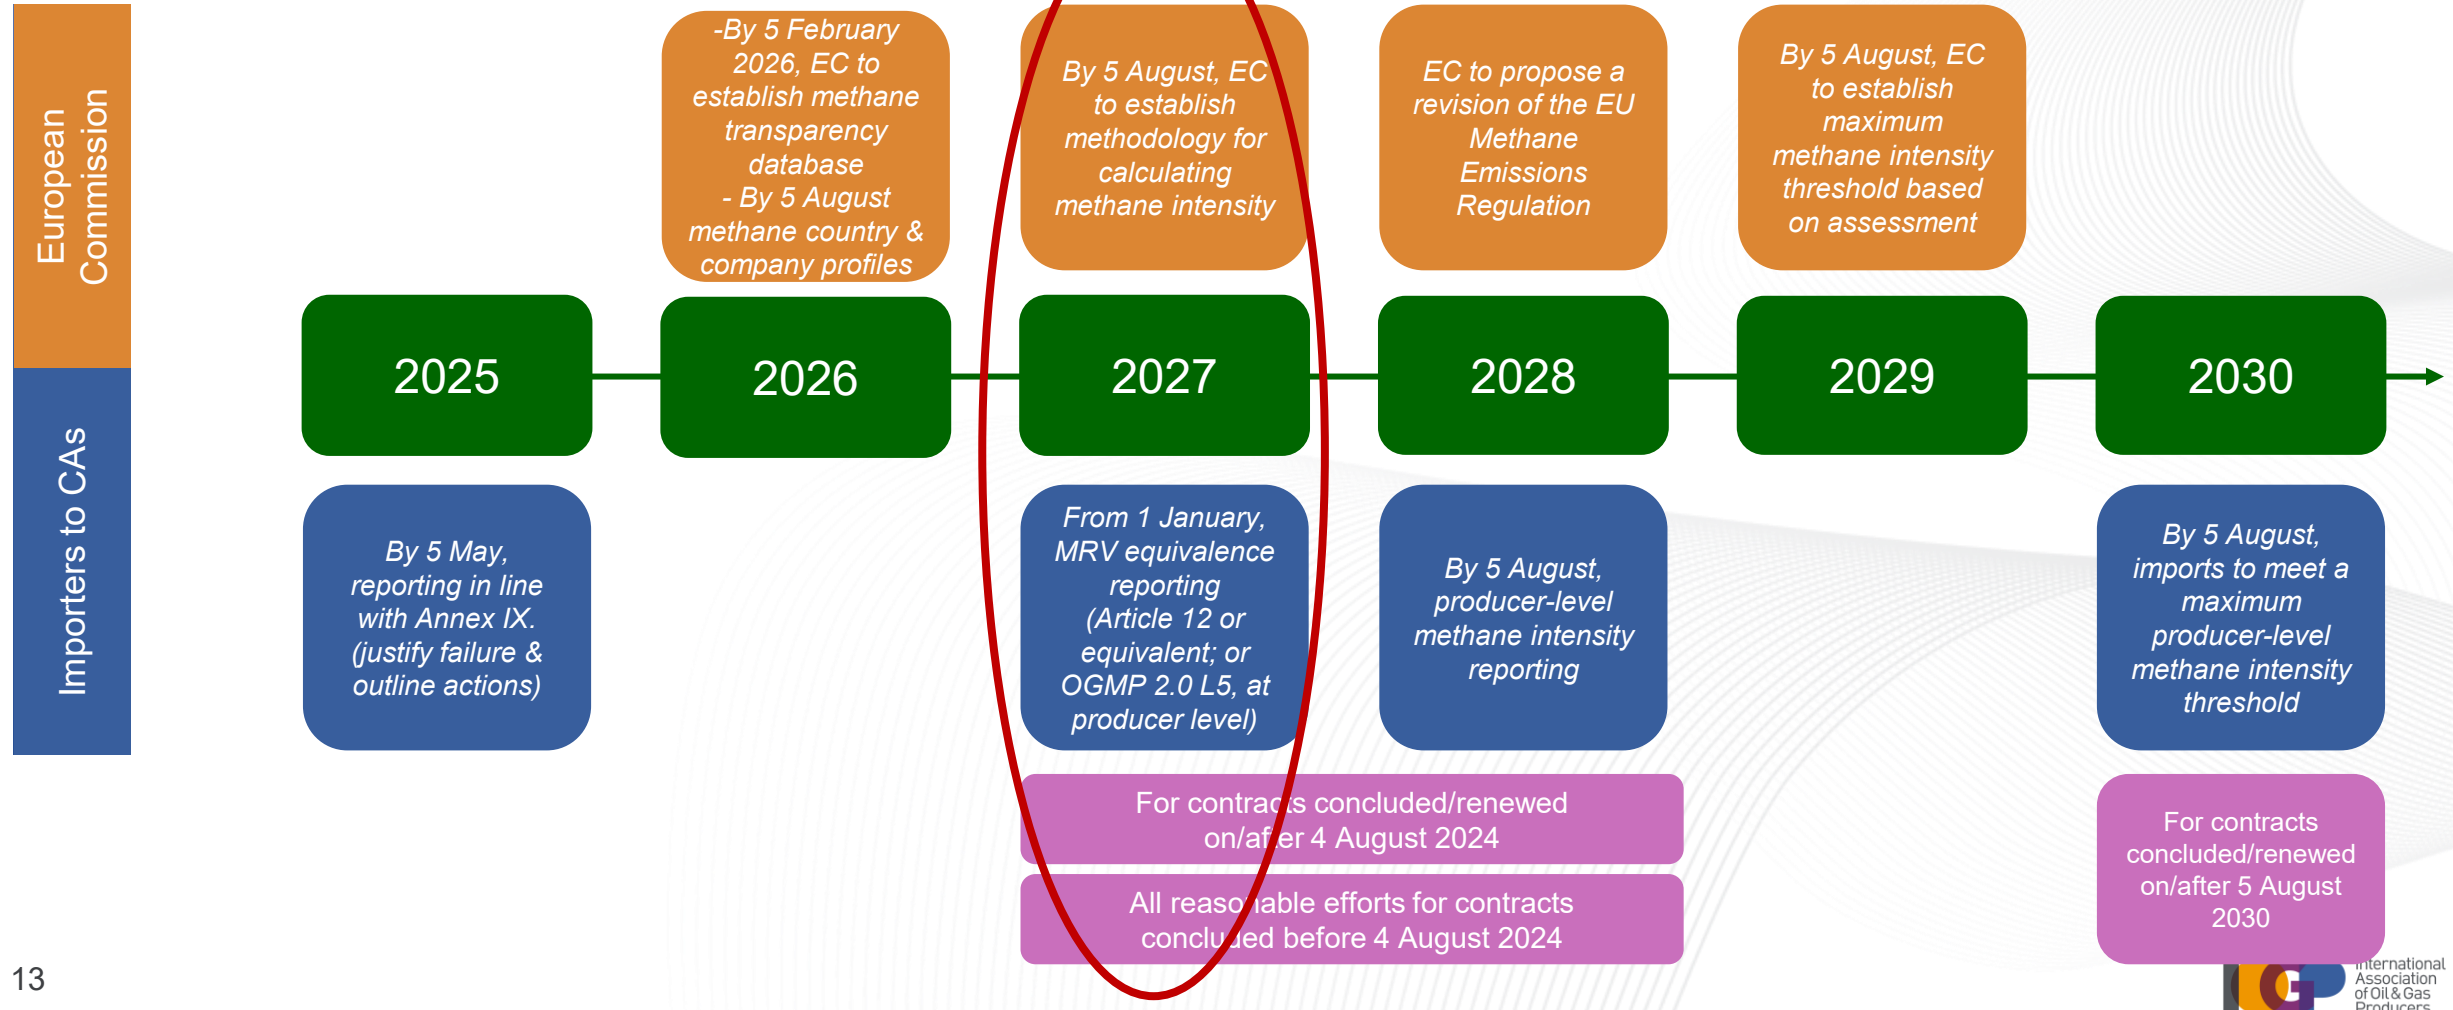 European
Commission
-By 5 February
2026, EC to
establish methane
transparency
database
- By 5 August
methane country &
company profiles
By 5 August, EC
to establish
methodology for
calculating
methane intensity
EC to propose a
revision of the EU
Methane
Emissions
Regulation
By 5 August, EC
to establish
maximum
methane intensity
threshold based
on assessment
2025
2026
2027
2028
2029
2030
Importers to CAs
By 5 May,
reporting in line
with Annex IX.
(justify failure &
outline actions)
From 1 January,
MRV equivalence
reporting
(Article 12 or
equivalent; or
OGMP 2.0 L5, at
producer level)
By 5 August,
producer-level
methane intensity
reporting
By 5 August,
imports to meet a
maximum
producer-level
methane intensity
threshold
For contracts concluded/renewed
on/after 4 August 2024
All reasonable efforts for contracts
concluded before 4 August 2024
For contracts
concluded/renewed
on/after 5 August
2030
13
International
Association
of Oil & Gas
Producers